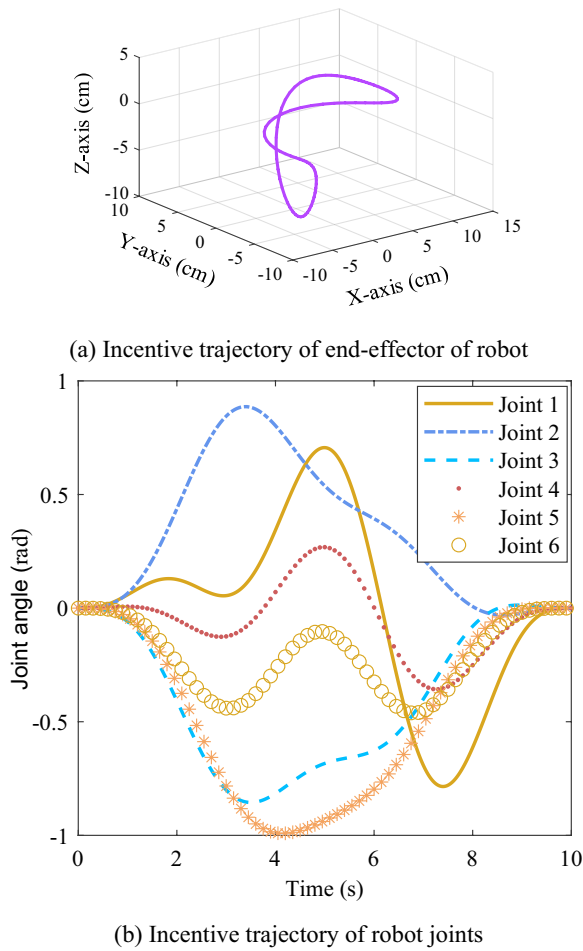 5
0
-5
-10
Z-axis (cm)
10
5
0
-5
-10
Y-axis (cm)
-10
-5
0
5
10
15
X-axis (cm)
(a) Incentive trajectory of end-effector of robot
1
0.5
0
-0.5
-1
Joint angle (rad)
Joint 1
Joint 2
Joint 3
Joint 4
Joint 5
Joint 6
0 2 4 6 8 10
Time (s)
(b) Incentive trajectory of robot joints